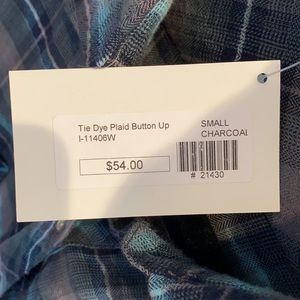 Tie Dye Plaid Button Up
I-11406W
SMALL
CHARCOAL
$54.00
# 21430